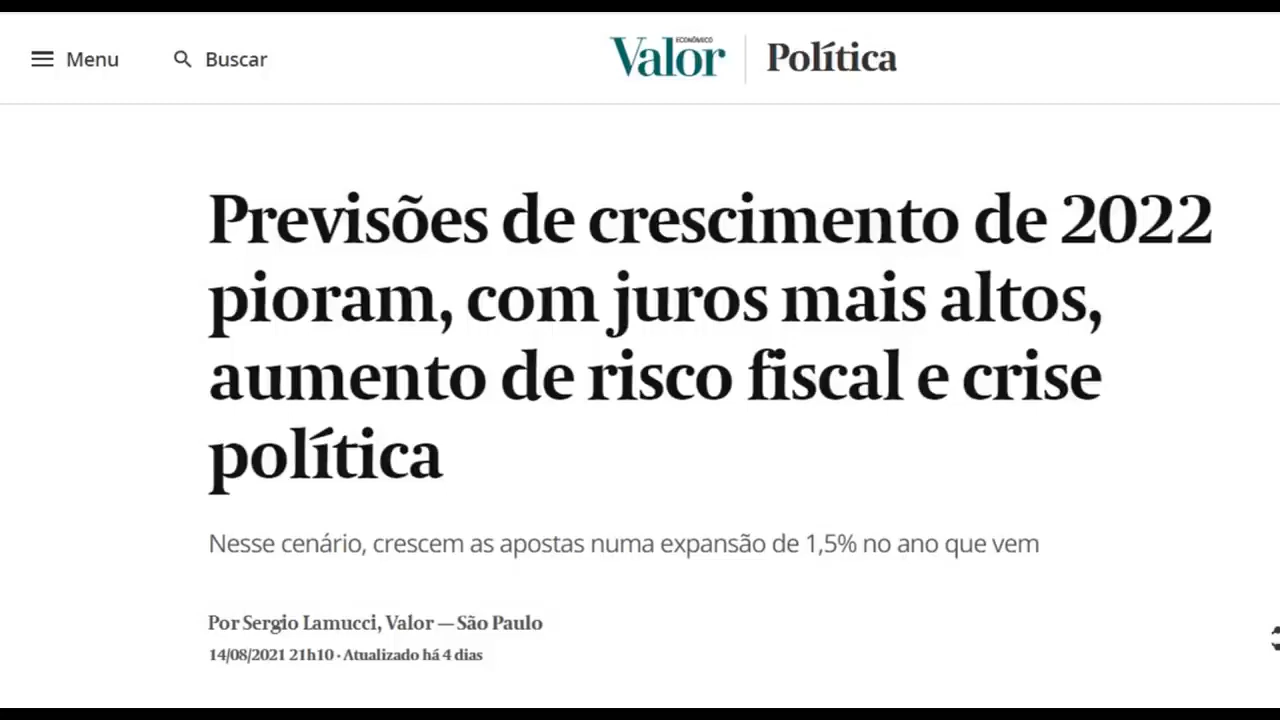 Menu
Buscar
ECONÔMICO
Valor
Política
Previsões de crescimento de 2022
pioram, com juros mais altos,
aumento de risco fiscal e crise
política
Nesse cenário, crescem as apostas numa expansão de 1,5% no ano que vem
Por Sergio Lamucci, Valor — São Paulo
14/08/2021 21h10 · Atualizado há 4 dias